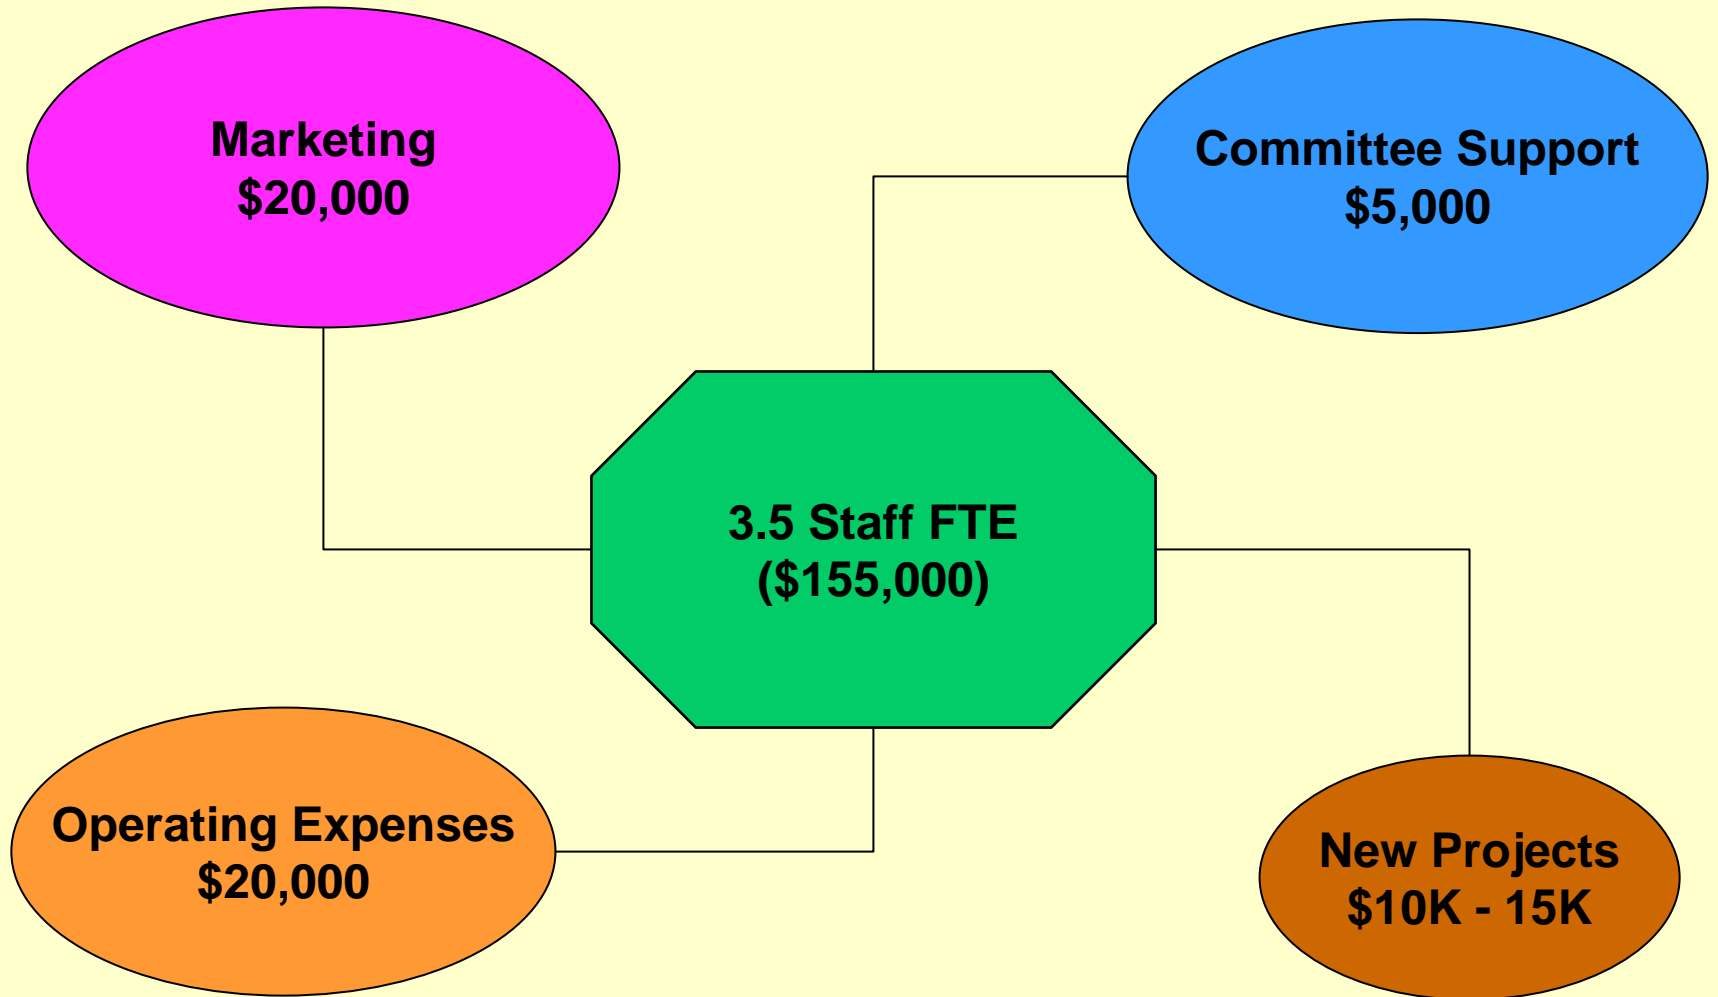 Marketing
$20,000
Committee Support
$5,000
3.5 Staff FTE
($155,000)
Operating Expenses
$20,000
New Projects
$10K - 15K